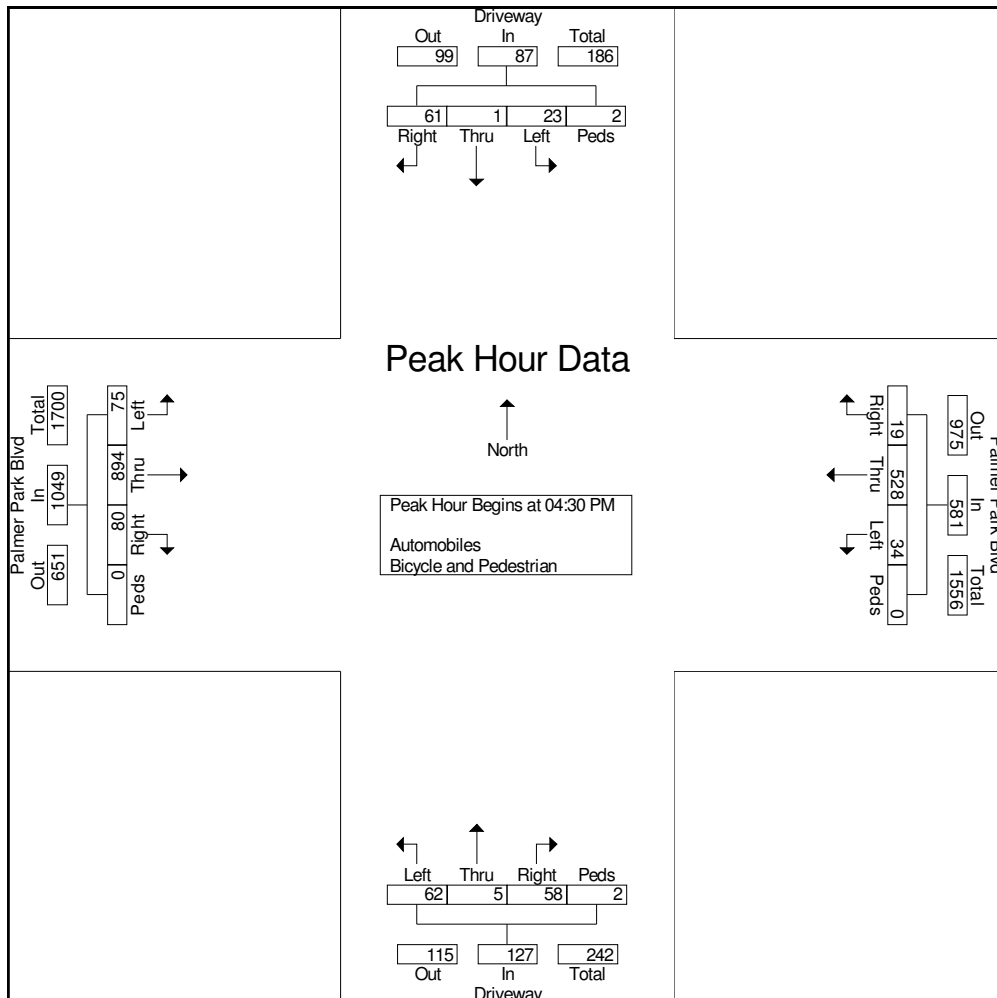 Driveway
Out In Total
99 87 186
61 1 23 2
Right Thru Left Peds
Peak Hour Data
North
Peak Hour Begins at 04:30 PM
Automobiles
Bicycle and Pedestrian
Palmer Park Blvd
Out In Total
651 1049 1700
75 894 80 0
Left Thru Right Peds
Palmer Park Blvd
Out In Total
975 581 1556
19 528 34 0
Right Thru Left Peds
Left Thru Right Peds
62 5 58 2
115 127 242
Out In Total
Driveway